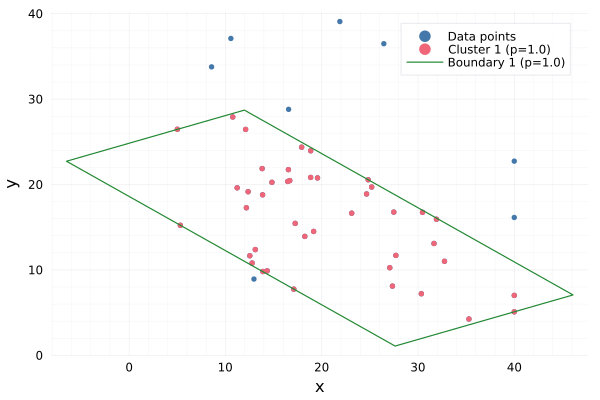 40
30
20
10
0
y
Data points
Cluster 1 (p=1.0)
Boundary 1 (p=1.0)
0 10 20 30 40
x